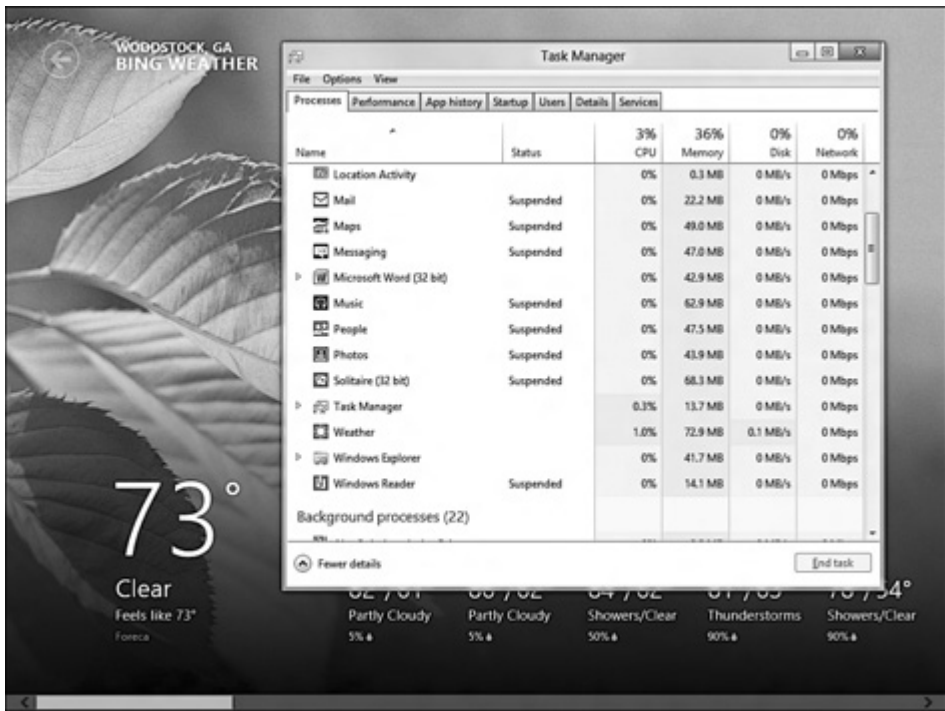 WOODSTOCK, GA
BING WEATHER
Task Manager
File Options View
Processes Performance App history Startup Users Details Services
3% 36% 0% 0%
Name Status CPU Memory Disk Network
Location Activity 0% 0.3 MB 0 MB/s 0 Mbps
Mail Suspended 0% 22.2 MB 0 MB/s 0 Mbps
Maps Suspended 0% 49.0 MB 0 MB/s 0 Mbps
Messaging Suspended 0% 47.0 MB 0 MB/s 0 Mbps
Microsoft Word (32 bit) 0% 42.9 MB 0 MB/s 0 Mbps
Music Suspended 0% 62.9 MB 0 MB/s 0 Mbps
People Suspended 0% 47.5 MB 0 MB/s 0 Mbps
Photos Suspended 0% 43.9 MB 0 MB/s 0 Mbps
Solitaire (32 bit) Suspended 0% 68.3 MB 0 MB/s 0 Mbps
Task Manager 0.3% 13.7 MB 0 MB/s 0 Mbps
Weather 1.0% 72.9 MB 0.1 MB/s 0 Mbps
Windows Explorer 0% 41.7 MB 0 MB/s 0 Mbps
Windows Reader Suspended 0% 14.1 MB 0 MB/s 0 Mbps
Background processes (22)
Fewer details End task
73°
Clear
Feels like 73°
Foreca
Partly Cloudy Partly Cloudy Showers/Clear Thunderstorms Showers/Clear
5% 5% 50% 90% 90%